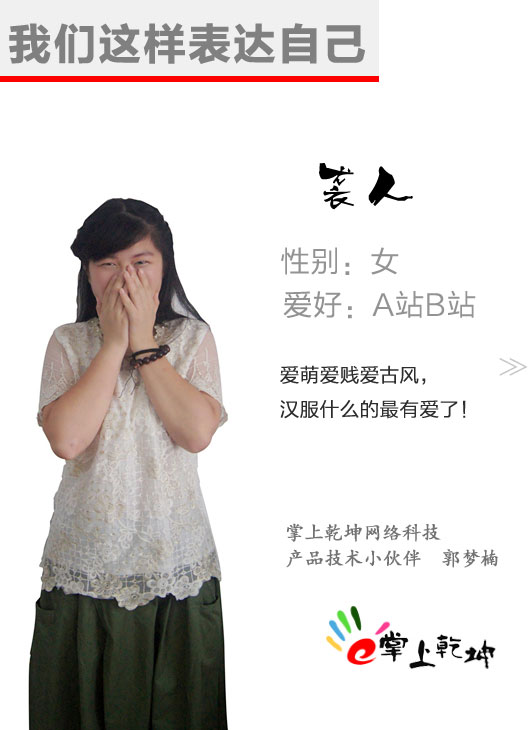 我们这样表达自己
裘人
性别：女
爱好：A站B站
爱萌爱贱爱古风，
汉服什么的最有爱了！
掌上乾坤网络科技
产品技术小伙伴 郭梦楠
e掌上乾坤